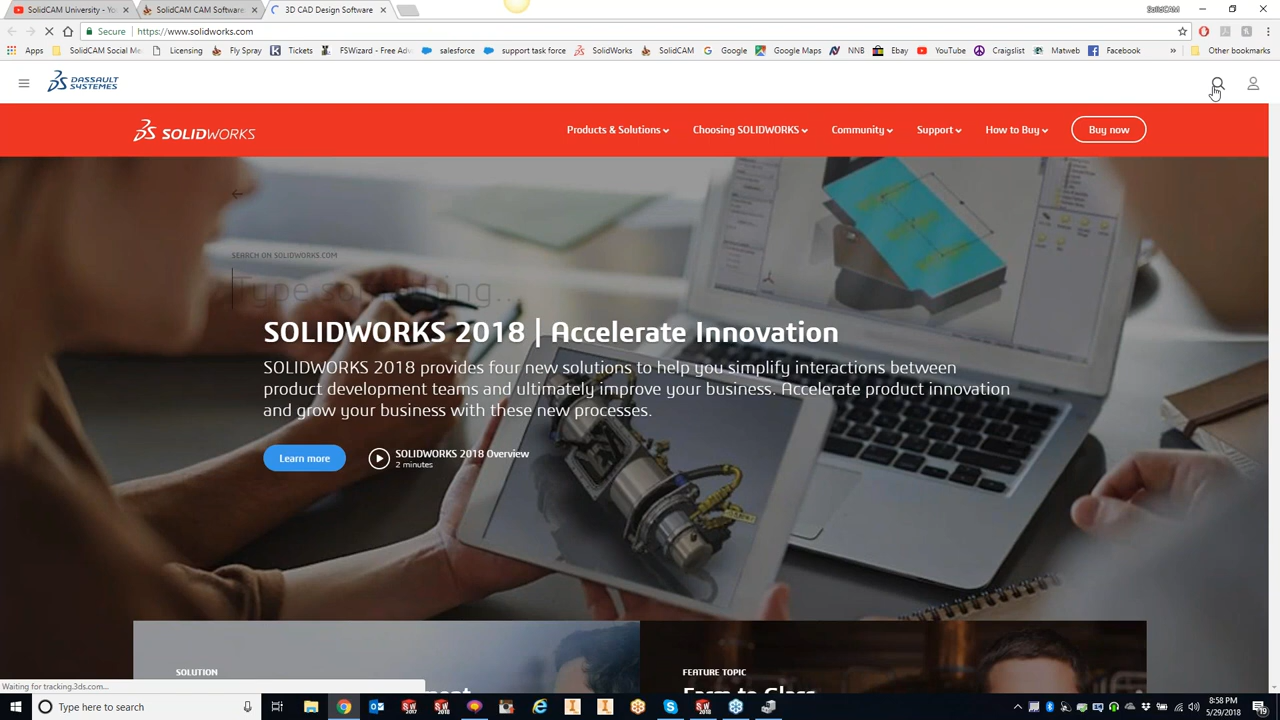 SolidCAM University - Yo
SolidCAM CAM Software
3D CAD Design Software
SolidCAM
Secure
https://www.solidworks.com
Apps
SolidCAM Social Me
Licensing
Fly Spray
Tickets
FSWizard - Free Adv
salesforce
support task force
SolidWorks
SolidCAM
Google
Google Maps
NNB
Ebay
YouTube
Craigslist
Matweb
Facebook
»
Other bookmarks
DASSAULT
SYSTEMES
SOLIDWORKS
Products & Solutions
Choosing SOLIDWORKS
Community
Support
How to Buy
Buy now
SEARCH ON SOLIDWORKS.COM
Type something...
SOLIDWORKS 2018 | Accelerate Innovation
SOLIDWORKS 2018 provides four new solutions to help you simplify interactions between
product development teams and ultimately improve your business. Accelerate product innovation
and grow your business with these new processes.
Learn more
SOLIDWORKS 2018 Overview
2 minutes
SOLUTION
FEATURE TOPIC
Farm to Glass
Waiting for tracking.3ds.com...
Type here to search
8:58 PM
5/29/2018